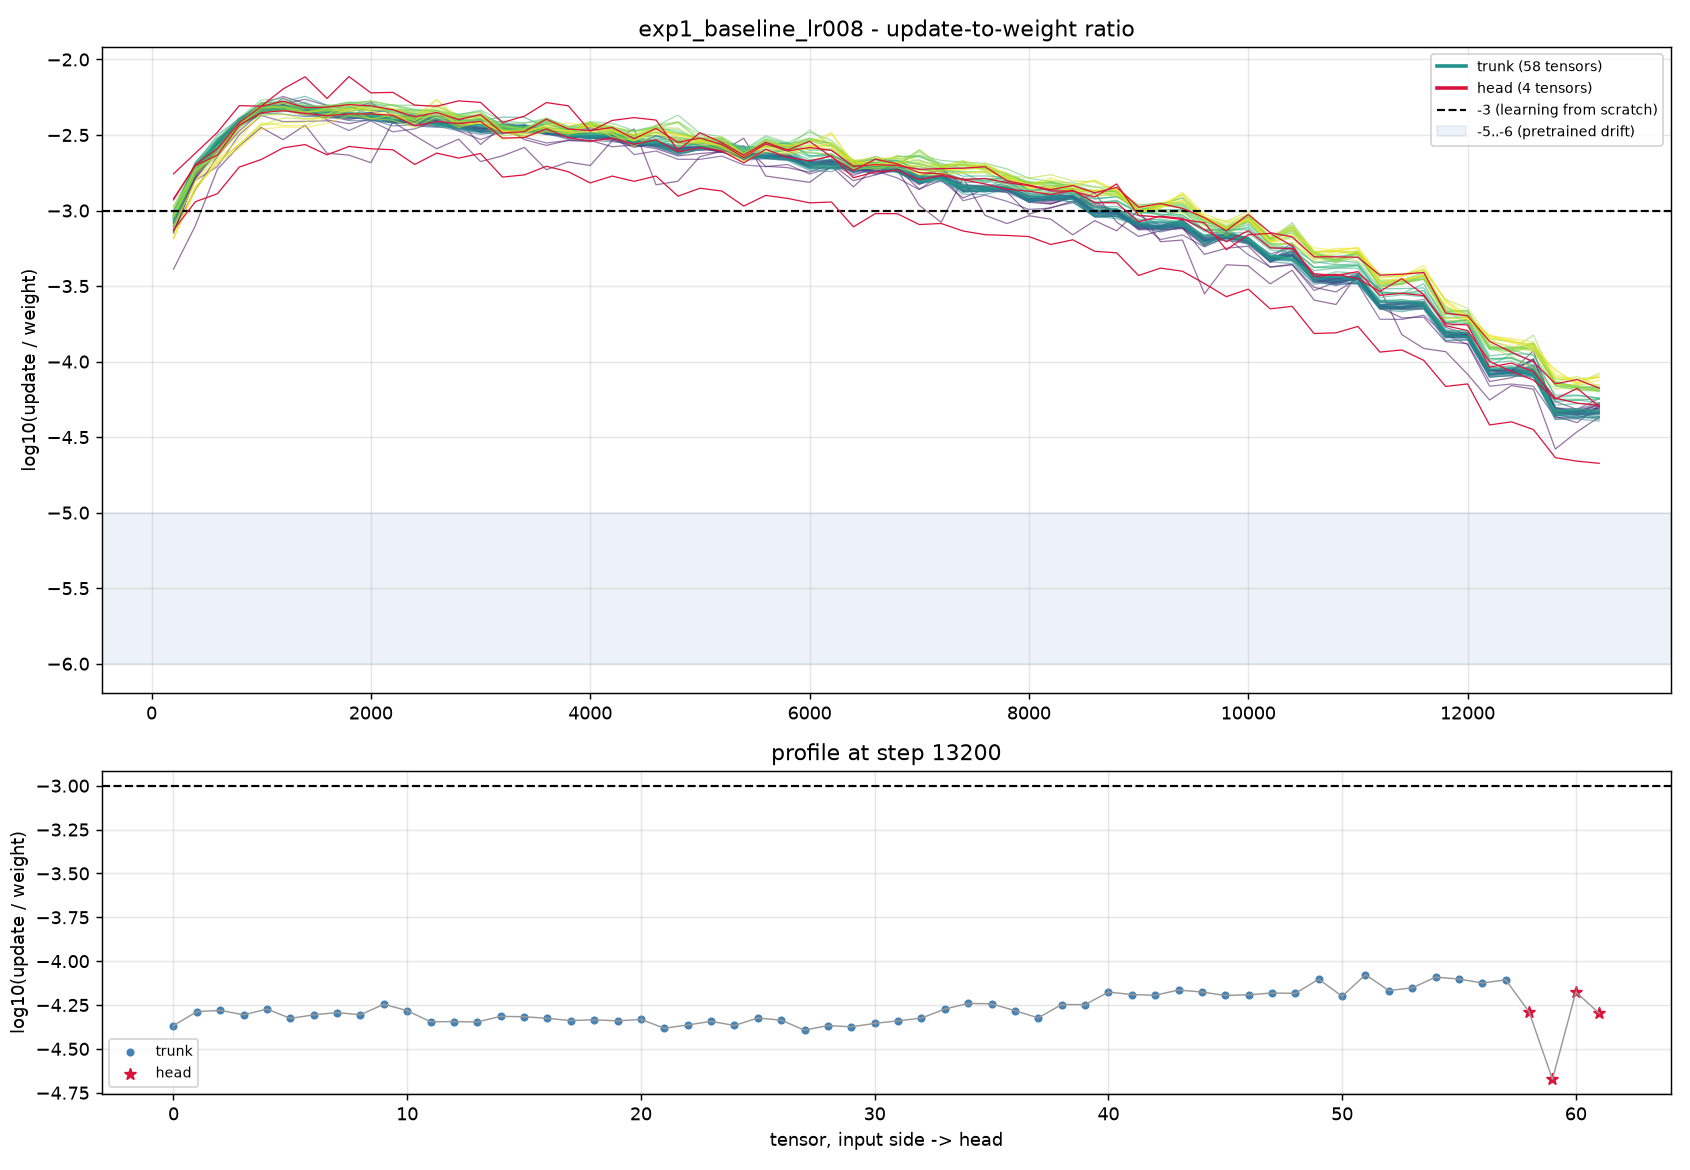 exp1_baseline_lr008 - update-to-weight ratio
−2.0
−2.5
−3.0
−3.5
−4.0
−4.5
−5.0
−5.5
−6.0
log10(update / weight)
trunk (58 tensors)
head (4 tensors)
-3 (learning from scratch)
-5..-6 (pretrained drift)
0 2000 4000 6000 8000 10000 12000
profile at step 13200
−3.00
−3.25
−3.50
−3.75
−4.00
−4.25
−4.50
−4.75
log10(update / weight)
trunk
head
0 10 20 30 40 50 60
tensor, input side -> head